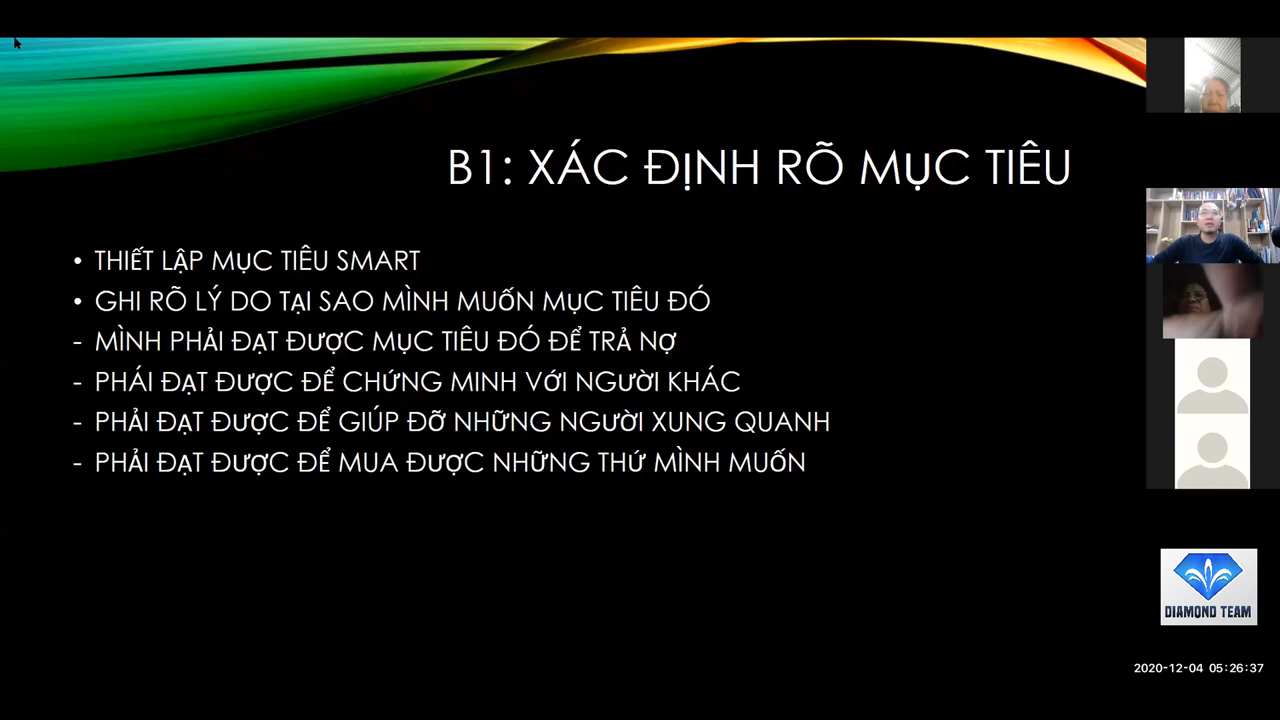 B1: XÁC ĐỊNH RÕ MỤC TIÊU
• THIẾT LẬP MỤC TIÊU SMART
• GHI RÕ LÝ DO TẠI SAO MÌNH MUỐN MỤC TIÊU ĐÓ
- MÌNH PHẢI ĐẠT ĐƯỢC MỤC TIÊU ĐÓ ĐỂ TRẢ NỢ
- PHÁI ĐẠT ĐƯỢC ĐỂ CHỨNG MINH VỚI NGƯỜI KHÁC
- PHẢI ĐẠT ĐƯỢC ĐỂ GIÚP ĐỠ NHỮNG NGƯỜI XUNG QUANH
- PHẢI ĐẠT ĐƯỢC ĐỂ MUA ĐƯỢC NHỮNG THỨ MÌNH MUỐN
DIAMOND TEAM
2020-12-04 05:26:37